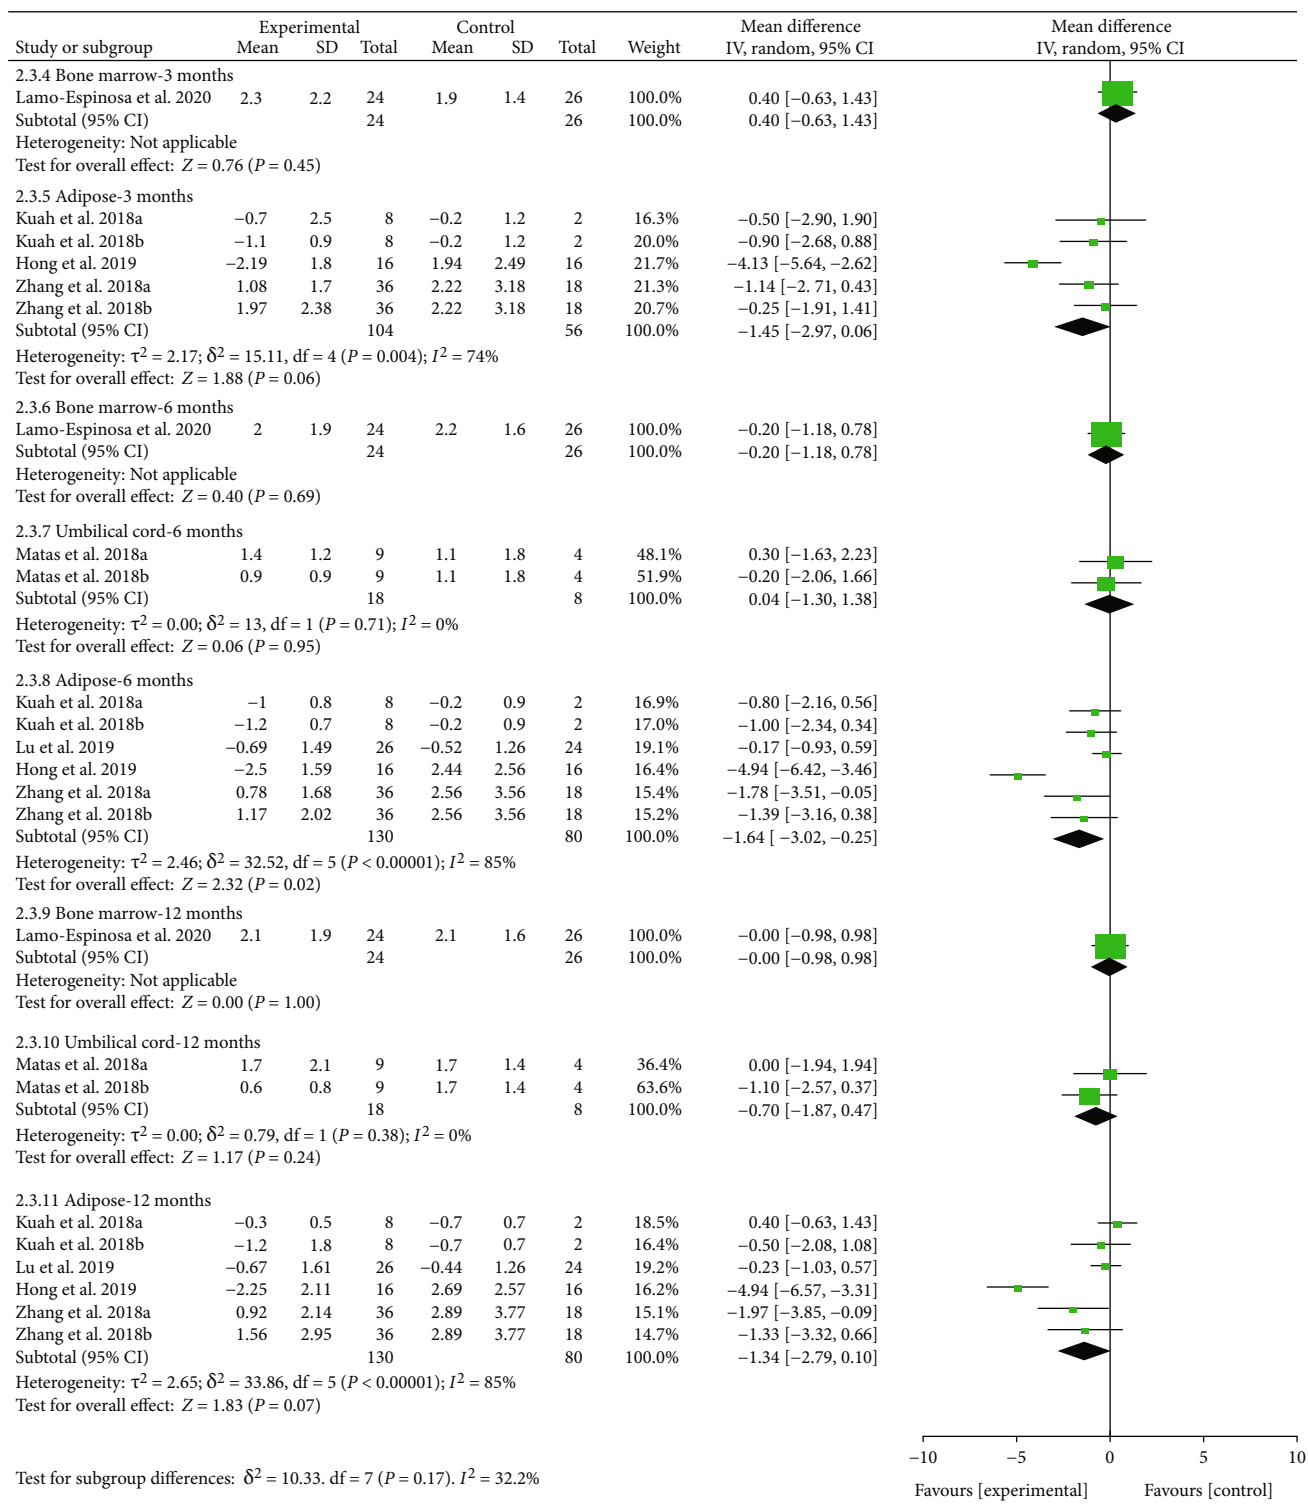 Experimental Control Mean difference Mean difference
Study or subgroup Mean SD Total Mean SD Total Weight IV, random, 95% CI IV, random, 95% CI
2.3.4 Bone marrow-3 months
Lamo-Espinosa et al. 2020 2.3 2.2 24 1.9 1.4 26 100.0% 0.40 [−0.63, 1.43]
Subtotal (95% CI) 24 26 100.0% 0.40 [−0.63, 1.43]
Heterogeneity: Not applicable
Test for overall effect: Z = 0.76 (P = 0.45)
2.3.5 Adipose-3 months
Kuah et al. 2018a −0.7 2.5 8 −0.2 1.2 2 16.3% −0.50 [−2.90, 1.90]
Kuah et al. 2018b −1.1 0.9 8 −0.2 1.2 2 20.0% −0.90 [−2.68, 0.88]
Hong et al. 2019 −2.19 1.8 16 1.94 2.49 16 21.7% −4.13 [−5.64, −2.62]
Zhang et al. 2018a 1.08 1.7 36 2.22 3.18 18 21.3% −1.14 [−2.71, 0.43]
Zhang et al. 2018b 1.97 2.38 36 2.22 3.18 18 20.7% −0.25 [−1.91, 1.41]
Subtotal (95% CI) 104 56 100.0% −1.45 [−2.97, 0.06]
Heterogeneity: τ2 = 2.17; δ2 = 15.11, df = 4 (P = 0.004); I2 = 74%
Test for overall effect: Z = 1.88 (P = 0.06)
2.3.6 Bone marrow-6 months
Lamo-Espinosa et al. 2020 2 1.9 24 2.2 1.6 26 100.0% −0.20 [−1.18, 0.78]
Subtotal (95% CI) 24 26 100.0% −0.20 [−1.18, 0.78]
Heterogeneity: Not applicable
Test for overall effect: Z = 0.40 (P = 0.69)
2.3.7 Umbilical cord-6 months
Matas et al. 2018a 1.4 1.2 9 1.1 1.8 4 48.1% 0.30 [−1.63, 2.23]
Matas et al. 2018b 0.9 0.9 9 1.1 1.8 4 51.9% −0.20 [−2.06, 1.66]
Subtotal (95% CI) 18 8 100.0% 0.04 [−1.30, 1.38]
Heterogeneity: τ2 = 0.00; δ2 = 13, df = 1 (P = 0.71); I2 = 0%
Test for overall effect: Z = 0.06 (P = 0.95)
2.3.8 Adipose-6 months
Kuah et al. 2018a −1 0.8 8 −0.2 0.9 2 16.9% −0.80 [−2.16, 0.56]
Kuah et al. 2018b −1.2 0.7 8 −0.2 0.9 2 17.0% −1.00 [−2.34, 0.34]
Lu et al. 2019 −0.69 1.49 26 −0.52 1.26 24 19.1% −0.17 [−0.93, 0.59]
Hong et al. 2019 −2.5 1.59 16 2.44 2.56 16 16.4% −4.94 [−6.42, −3.46]
Zhang et al. 2018a 0.78 1.68 36 2.56 3.56 18 15.4% −1.78 [−3.51, −0.05]
Zhang et al. 2018b 1.17 2.02 36 2.56 3.56 18 15.2% −1.39 [−3.16, 0.38]
Subtotal (95% CI) 130 80 100.0% −1.64 [ −3.02, −0.25]
Heterogeneity: τ2 = 2.46; δ2 = 32.52, df = 5 (P < 0.00001); I2 = 85%
Test for overall effect: Z = 2.32 (P = 0.02)
2.3.9 Bone marrow-12 months
Lamo-Espinosa et al. 2020 2.1 1.9 24 2.1 1.6 26 100.0% −0.00 [−0.98, 0.98]
Subtotal (95% CI) 24 26 100.0% −0.00 [−0.98, 0.98]
Heterogeneity: Not applicable
Test for overall effect: Z = 0.00 (P = 1.00)
2.3.10 Umbilical cord-12 months
Matas et al. 2018a 1.7 2.1 9 1.7 1.4 4 36.4% 0.00 [−1.94, 1.94]
Matas et al. 2018b 0.6 0.8 9 1.7 1.4 4 63.6% −1.10 [−2.57, 0.37]
Subtotal (95% CI) 18 8 100.0% −0.70 [−1.87, 0.47]
Heterogeneity: τ2 = 0.00; δ2 = 0.79, df = 1 (P = 0.38); I2 = 0%
Test for overall effect: Z = 1.17 (P = 0.24)
2.3.11 Adipose-12 months
Kuah et al. 2018a −0.3 0.5 8 −0.7 0.7 2 18.5% 0.40 [−0.63, 1.43]
Kuah et al. 2018b −1.2 1.8 8 −0.7 0.7 2 16.4% −0.50 [−2.08, 1.08]
Lu et al. 2019 −0.67 1.61 26 −0.44 1.26 24 19.2% −0.23 [−1.03, 0.57]
Hong et al. 2019 −2.25 2.11 16 2.69 2.57 16 16.2% −4.94 [−6.57, −3.31]
Zhang et al. 2018a 0.92 2.14 36 2.89 3.77 18 15.1% −1.97 [−3.85, −0.09]
Zhang et al. 2018b 1.56 2.95 36 2.89 3.77 18 14.7% −1.33 [−3.32, 0.66]
Subtotal (95% CI) 130 80 100.0% −1.34 [−2.79, 0.10]
Heterogeneity: τ2 = 2.65; δ2 = 33.86, df = 5 (P < 0.00001); I2 = 85%
Test for overall effect: Z = 1.83 (P = 0.07)
−10 −5 0 5 10
Test for subgroup differences: δ2 = 10.33. df = 7 (P = 0.17). I2 = 32.2%
Favours [experimental] Favours [control]